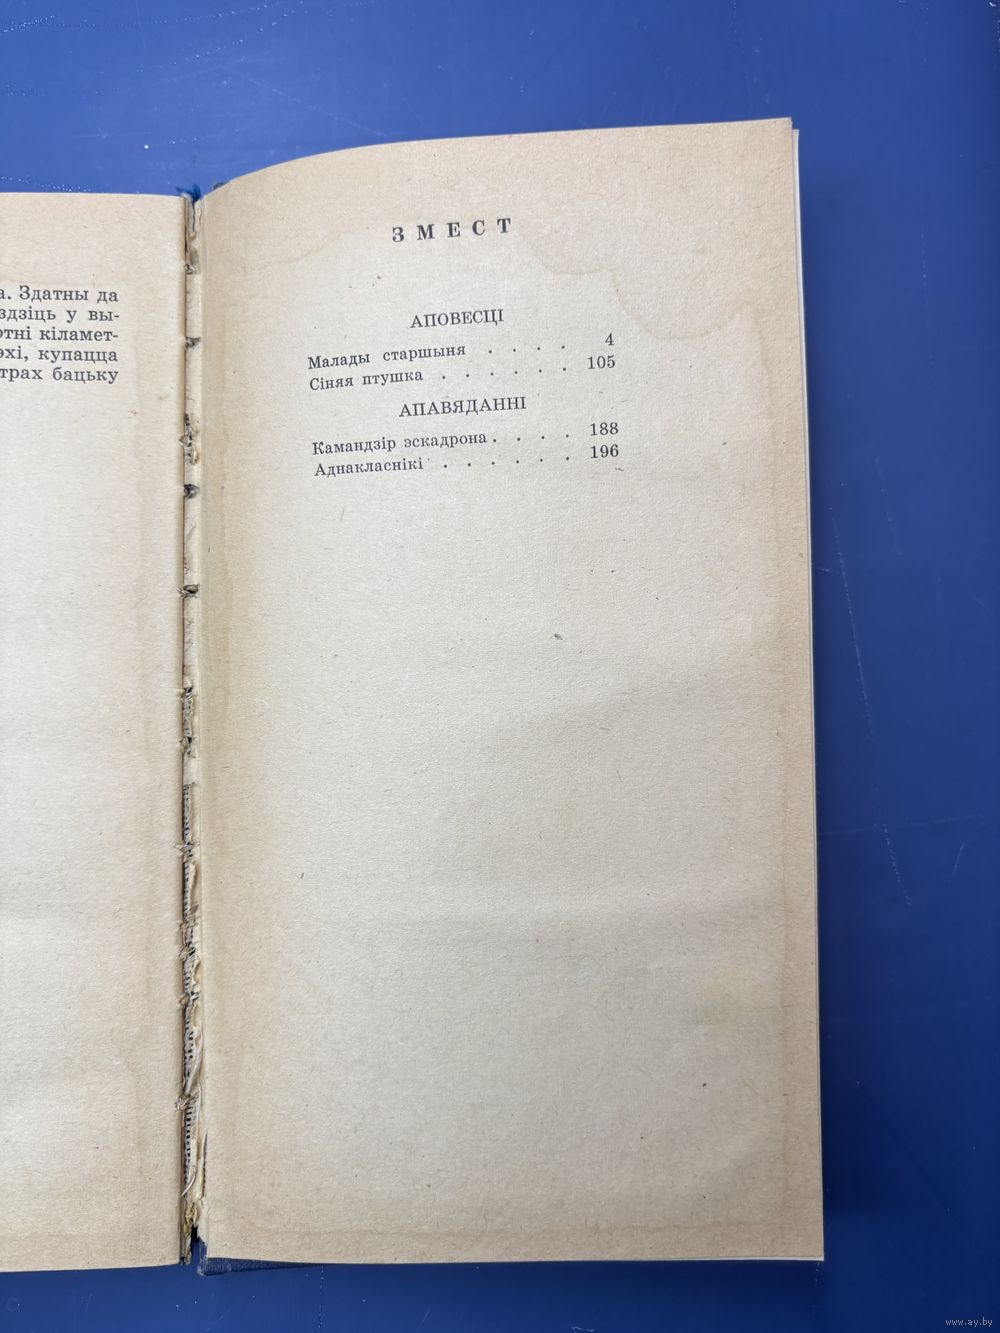 а. Здатны да
здзіць у вы-
отні кіламет-
эхі, купацца
трах бацьку
ЗМЕСТ
АПОВЕСЦІ
Малады старшыня . . . . 4
Сіняя птушка . . . . . . 105
АПАВЯДАННІ
Камандзір эскадрона . . . . 188
Аднакласнікі . . . . . . 196
www.ay.by